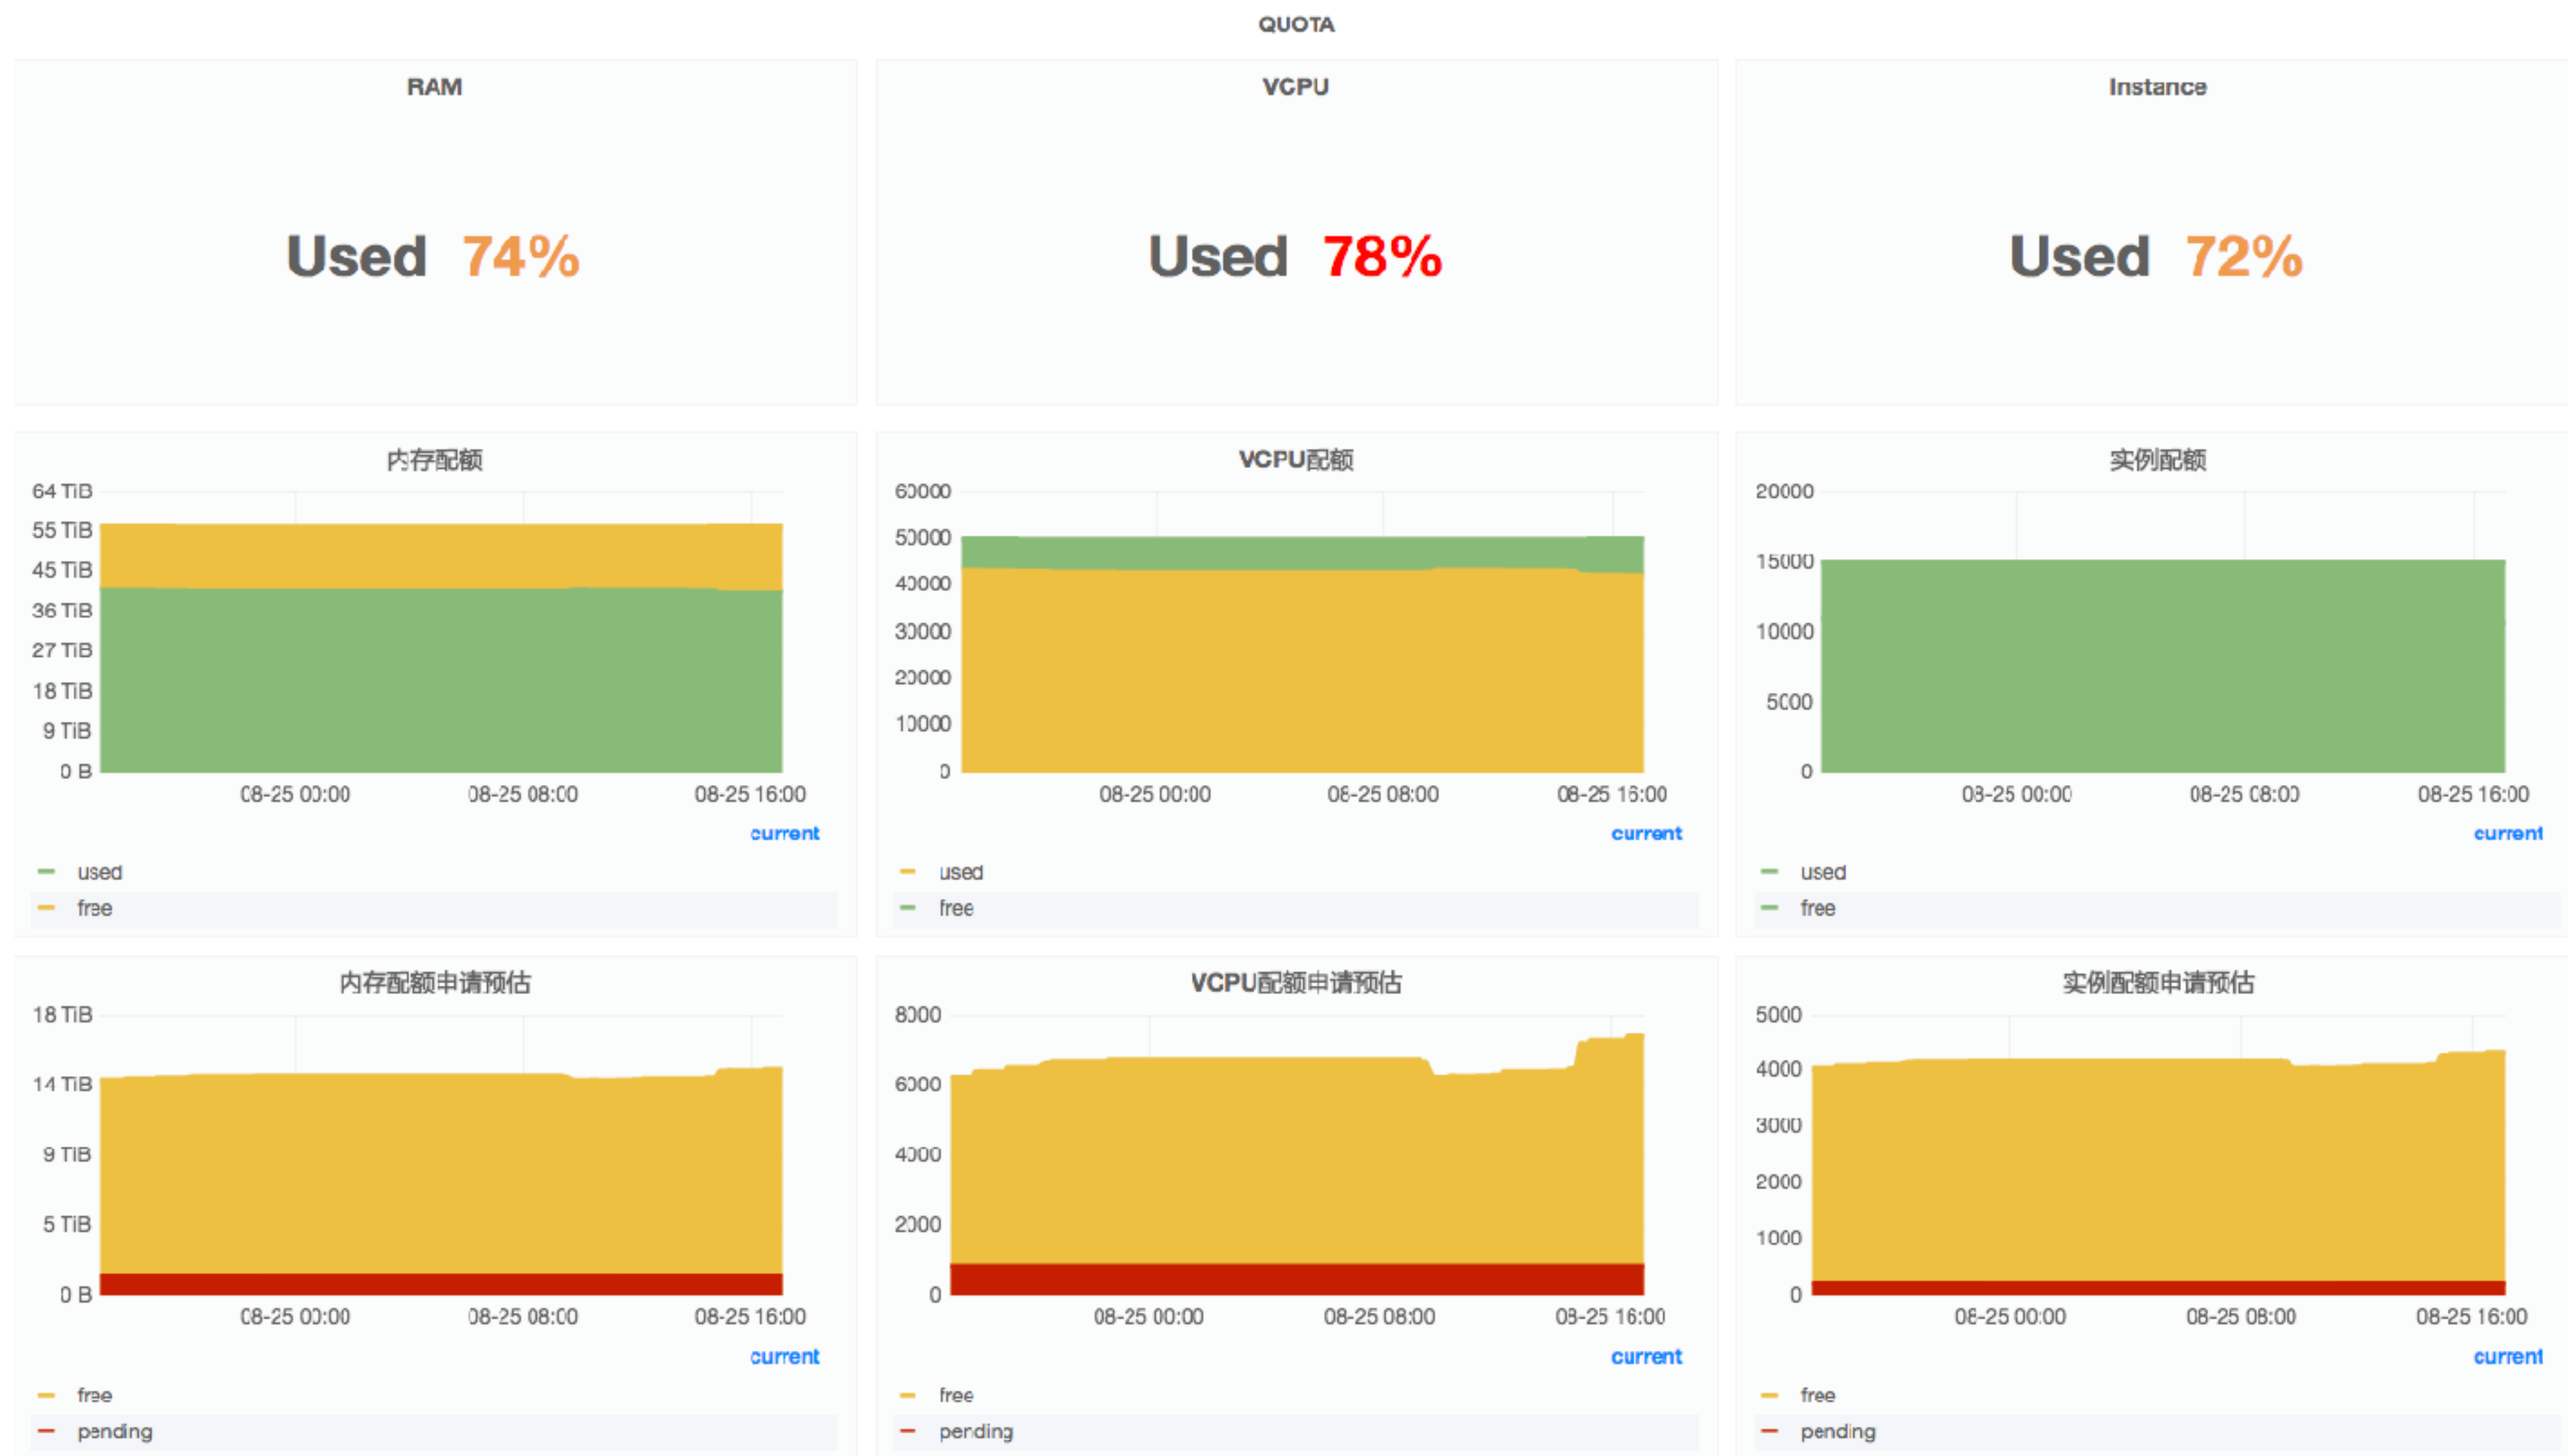 QUOTA
RAM
Used 74%
VCPU
Used 78%
Instance
Used 72%
内存配额
64 TiB
55 TiB
45 TiB
36 TiB
27 TiB
18 TiB
9 TiB
0 B
08-25 00:00 08-25 08:00 08-25 16:00
current
used
free
VCPU配额
60000
50000
40000
30000
20000
10000
0
08-25 00:00 08-25 08:00 08-25 16:00
current
used
free
实例配额
20000
15000
10000
5000
0
08-25 00:00 08-25 08:00 08-25 16:00
current
used
free
内存配额申请预估
18 TiB
14 TiB
9 TiB
5 TiB
0 B
08-25 00:00 08-25 08:00 08-25 16:00
current
free
pending
VCPU配额申请预估
8000
6000
4000
2000
0
08-25 00:00 08-25 08:00 08-25 16:00
current
free
pending
实例配额申请预估
5000
4000
3000
2000
1000
0
08-25 00:00 08-25 08:00 08-25 16:00
current
free
pending